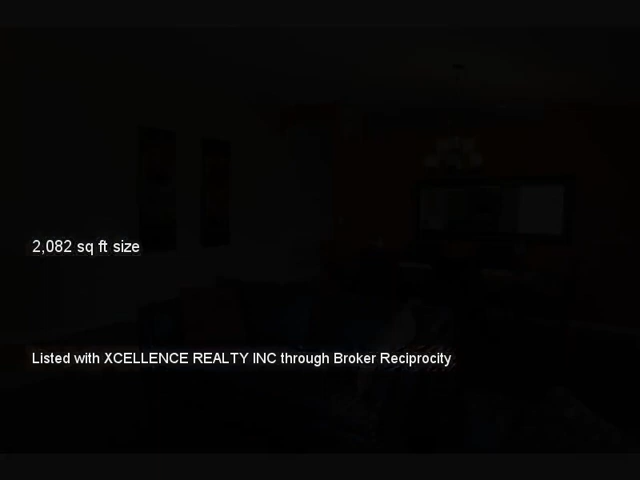 2,082 sq ft size
Listed with XCELLENCE REALTY INC through Broker Reciprocity